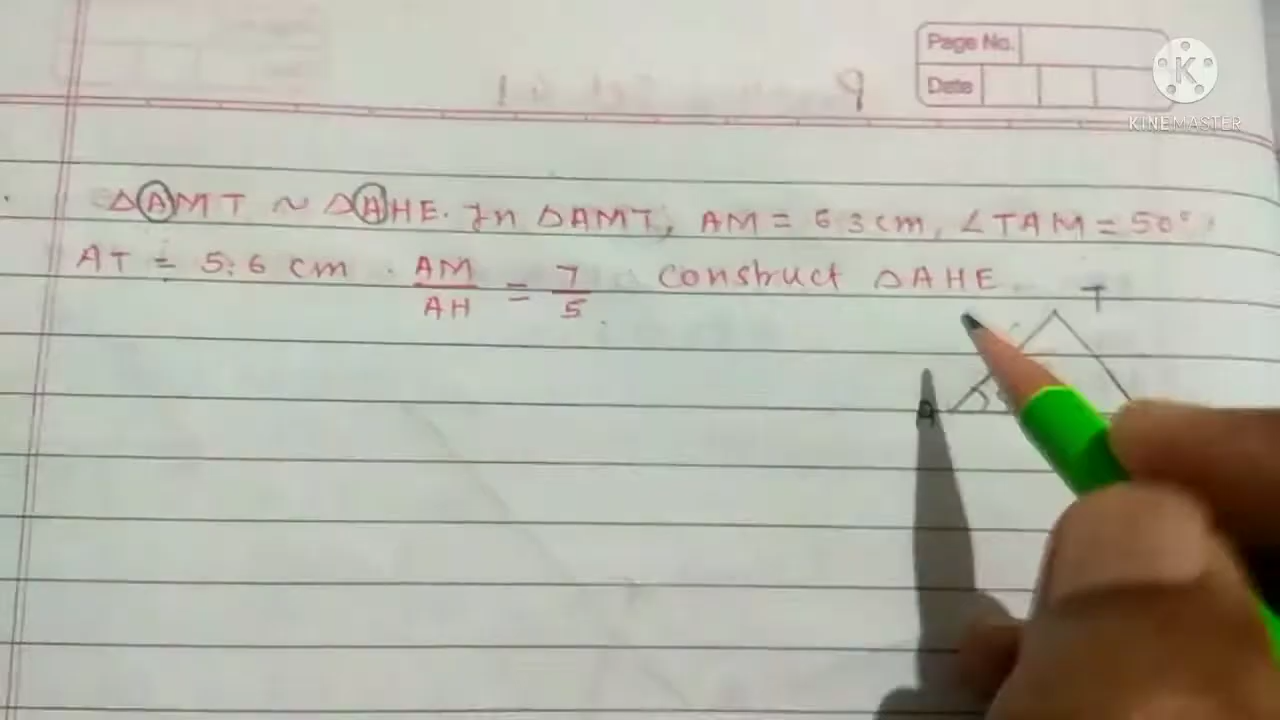 Page No.
Date
K
KINEMASTER
9
△AMT ~ △AHE. In △AMT, AM = 6.3 cm, ∠TAM = 50°.
AT = 5.6 cm. AM/AH = 7/5. Construct △AHE.
T
A